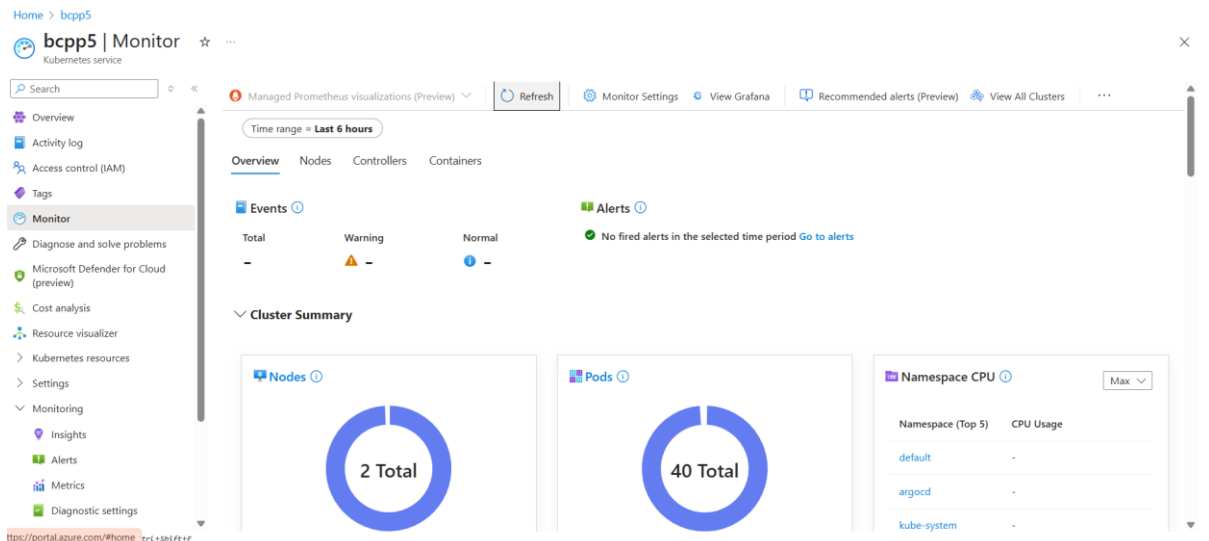 Home > bcpp5
bcpp5 | Monitor
Kubernetes service
Search
Overview
Activity log
Access control (IAM)
Tags
Monitor
Diagnose and solve problems
Microsoft Defender for Cloud
(preview)
Cost analysis
Resource visualizer
Kubernetes resources
Settings
Monitoring
Insights
Alerts
Metrics
Diagnostic settings
ttps://portal.azure.com/#home
Managed Prometheus visualizations (Preview) Refresh Monitor Settings View Grafana Recommended alerts (Preview) View All Clusters
Time range = Last 6 hours
Overview Nodes Controllers Containers
Events
Total Warning Normal
– – –
Alerts
No fired alerts in the selected time period Go to alerts
Cluster Summary
Nodes
2 Total
Pods
40 Total
Namespace CPU Max
Namespace (Top 5) CPU Usage
default -
argocd -
kube-system -